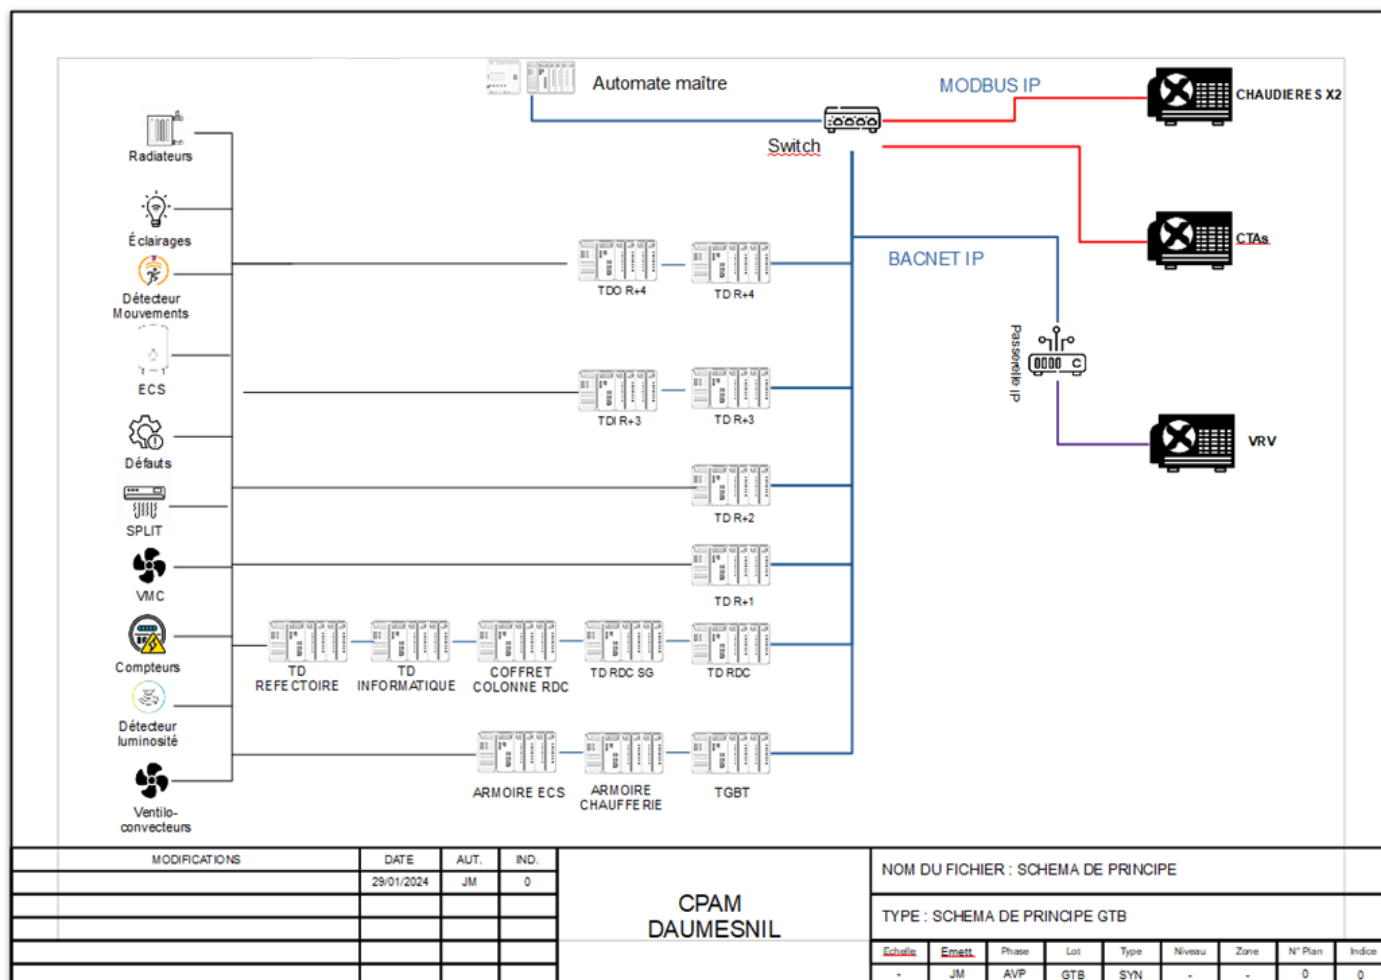 Automate maître
MODBUS IP
CHAUDIERES X2
Switch
Radiateurs
Éclairages
CTAs
BACNET IP
Détecteur
Mouvements
TDO R+4
TD R+4
Passerelle IP
ECS
TDI R+3
TD R+3
VRV
Défauts
SPLIT
TD R+2
VMC
TD R+1
Compteurs
TD
REFECTOIRE
TD
INFORMATIQUE
COFFRET
COLONNE RDC
TD RDC SG
TD RDC
Détecteur
luminosité
ARMOIRE ECS
ARMOIRE
CHAUFFERIE
TGBT
Ventilo-
convecteurs
MODIFICATIONS DATE AUT. IND.
29/01/2024 JM 0
CPAM
DAUMESNIL
NOM DU FICHIER : SCHEMA DE PRINCIPE
TYPE : SCHEMA DE PRINCIPE GTB
Echelle Emett. Phase Lot Type Niveau Zone N° Plan Indice
- JM AVP GTB SYN - - 0 0